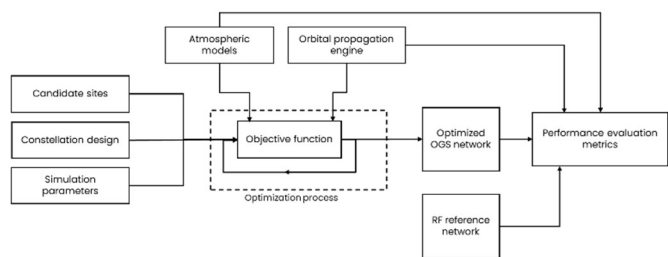 Atmospheric
models
Orbital propagation
engine
Candidate sites
Constellation design
Simulation
parameters
Objective function
Optimization process
Optimized
OGS network
Performance evaluation
metrics
RF reference
network